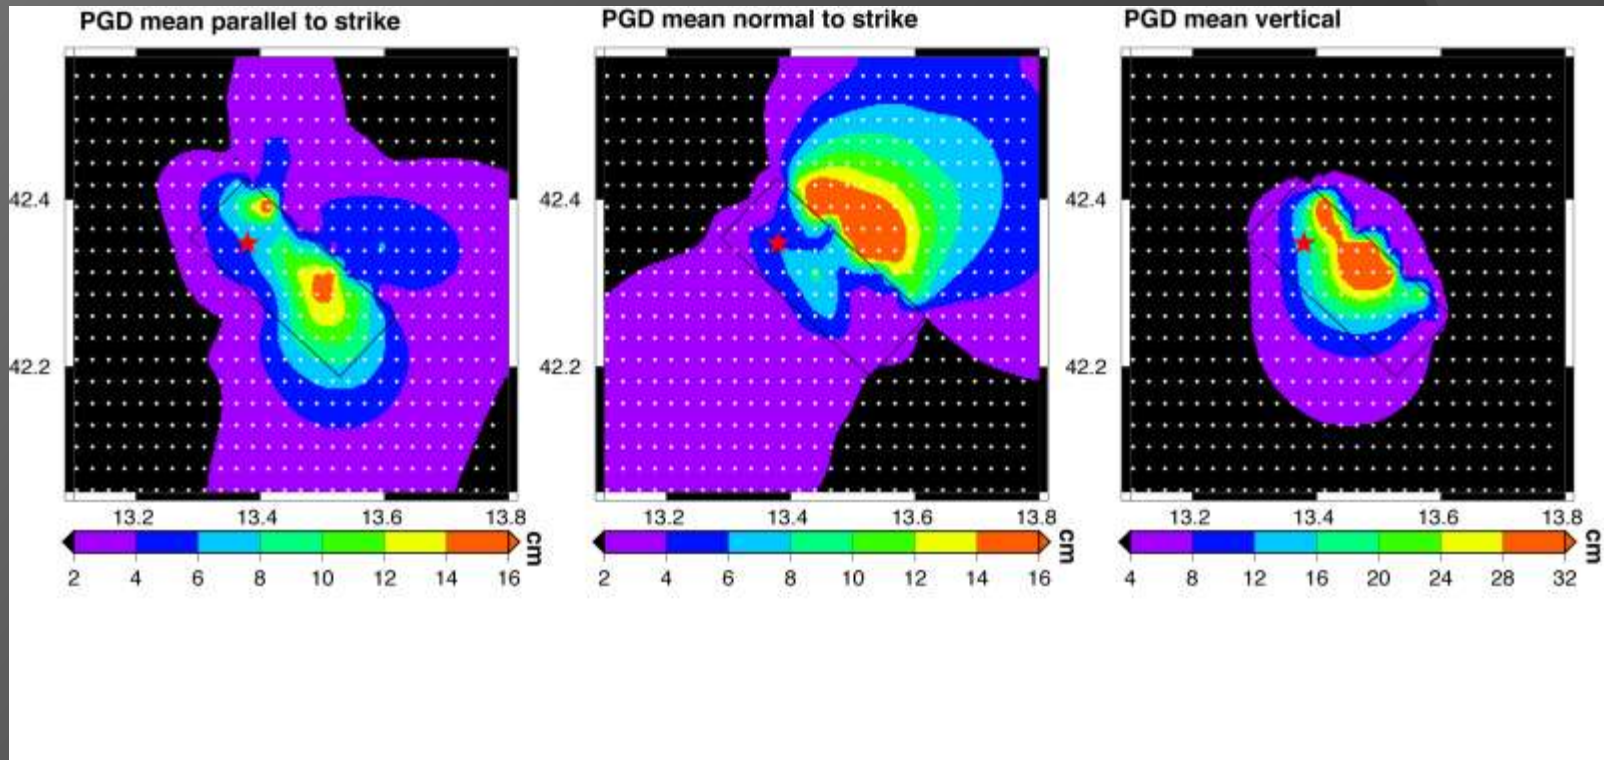 PGD mean parallel to strike
42.4
42.2
13.2 13.4 13.6 13.8
cm
2 4 6 8 10 12 14 16
PGD mean normal to strike
42.4
42.2
13.2 13.4 13.6 13.8
cm
2 4 6 8 10 12 14 16
PGD mean vertical
42.4
42.2
13.2 13.4 13.6 13.8
cm
4 8 12 16 20 24 28 32